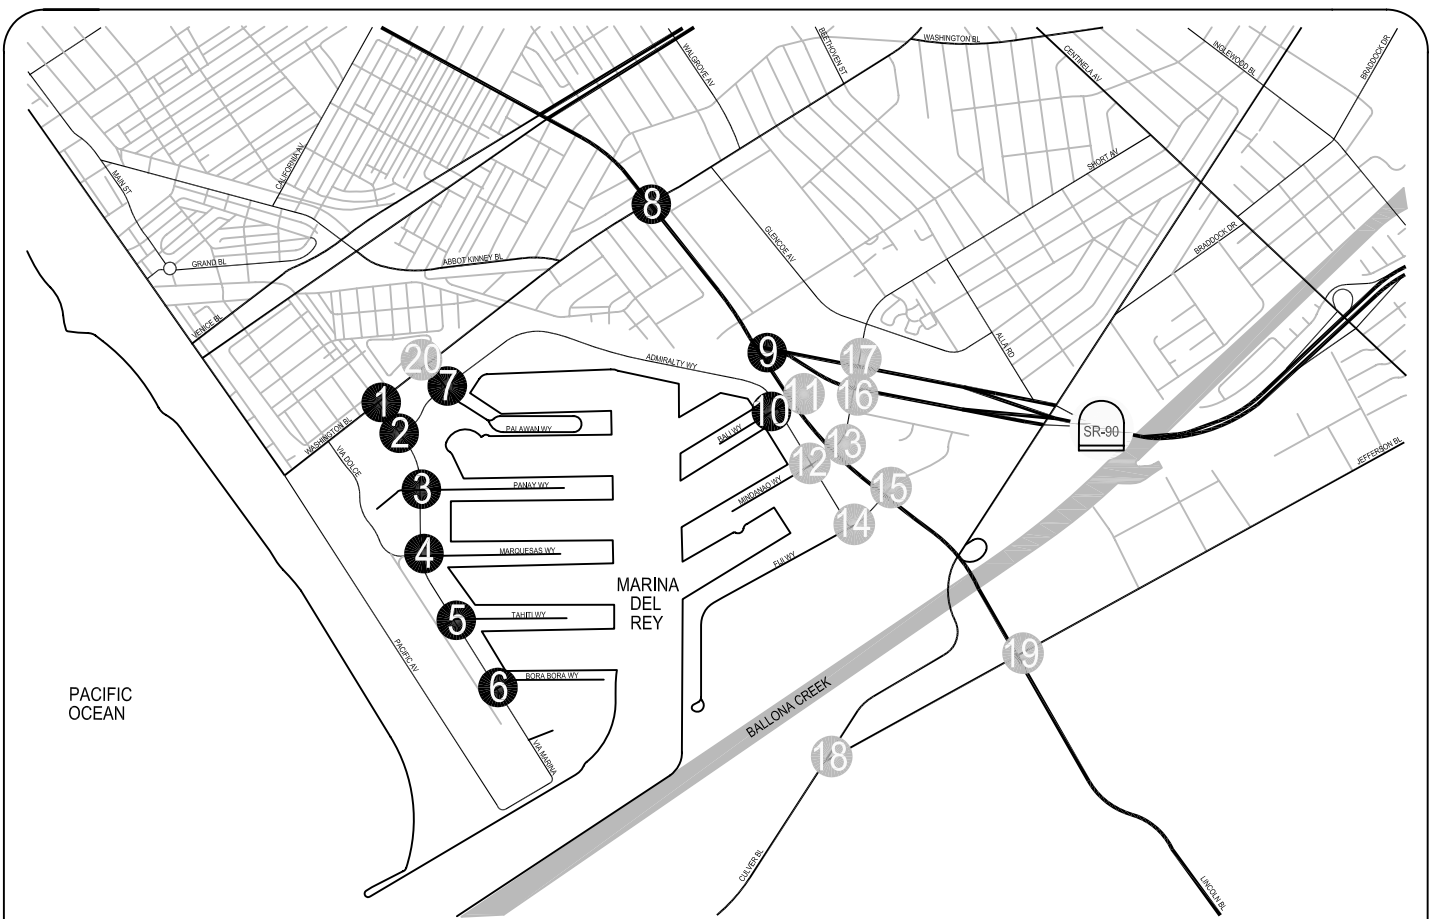 WASHINGTON BL
WALGROVE AV
BEETHOVEN ST
CENTINELA AV
INGLEWOOD BL
BRADDOCK DR
CALIFORNIA AV
MAIN ST
SHORT AV
8
GLENCOE AV
BRADDOCK DR
GRAND BL
ABBOT KINNEY BL
VENICE BL
ALLA RD
9
17
20
ADMIRALTY WY
7
1
11
16
10
2
PALAWAN WY
BALI WY
SR-90
WASHINGTON BL
VIA DOLCE
13
12
JEFFERSON BL
3
PANAY WY
MINDANAO WY
15
14
4
MARQUESAS WY
FIJI WY
MARINA
DEL
REY
5
TAHITI WY
PACIFIC AV
19
6
BORA BORA WY
PACIFIC
OCEAN
BALLONA CREEK
VIA MARINA
18
CULVER BL
LINCOLN BL